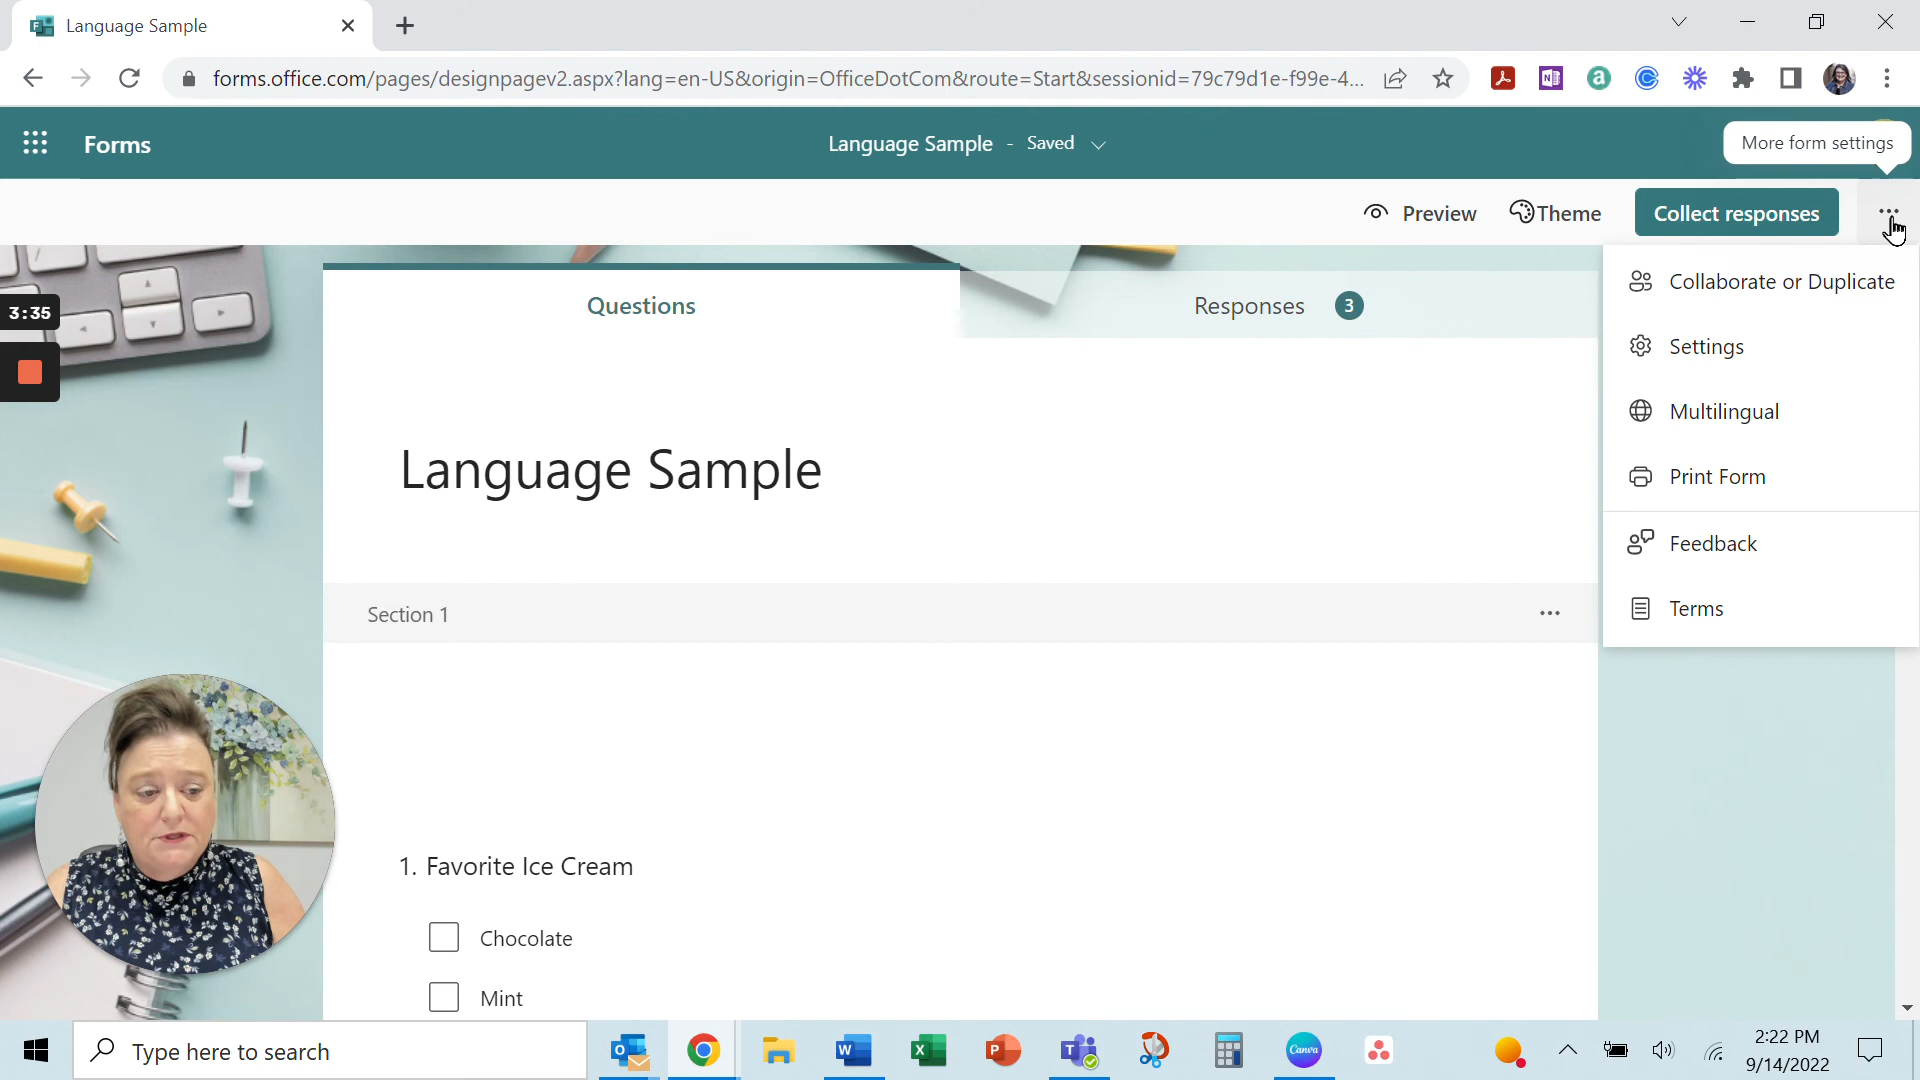 Language Sample
forms.office.com/pages/designpagev2.aspx?lang=en-US&origin=OfficeDotCom&route=Start&sessionid=79c79d1e-f99e-4...
Forms
Language Sample - Saved
More form settings
Preview
Theme
Collect responses
Collaborate or Duplicate
Settings
Multilingual
Print Form
Feedback
Terms
3:35
Questions
Responses 3
Language Sample
Section 1
1. Favorite Ice Cream
Chocolate
Mint
Type here to search
Canva
2:22 PM
9/14/2022